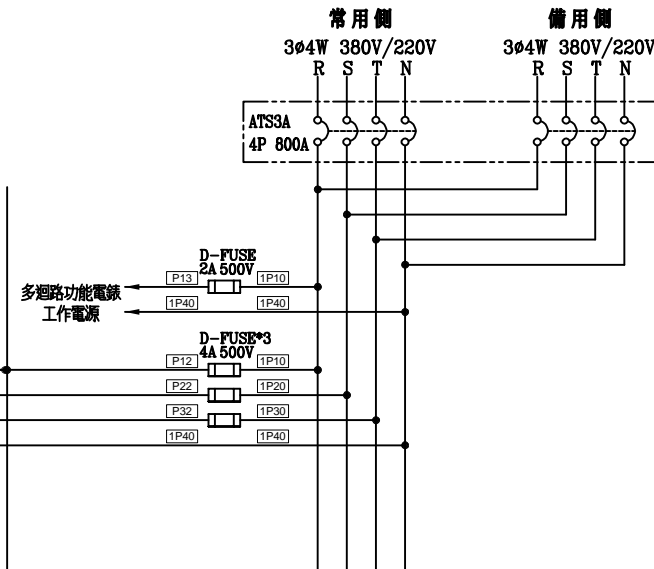 常用側
備用側
3ø4W 380V/220V
3ø4W 380V/220V
R S T N
R S T N
ATS3A
4P 800A
D-FUSE
2A 500V
P13
1P10
多迴路功能電錶
工作電源
1P40
1P40
D-FUSE*3
4A 500V
P12
1P10
P22
1P20
P32
1P30
1P40
1P40